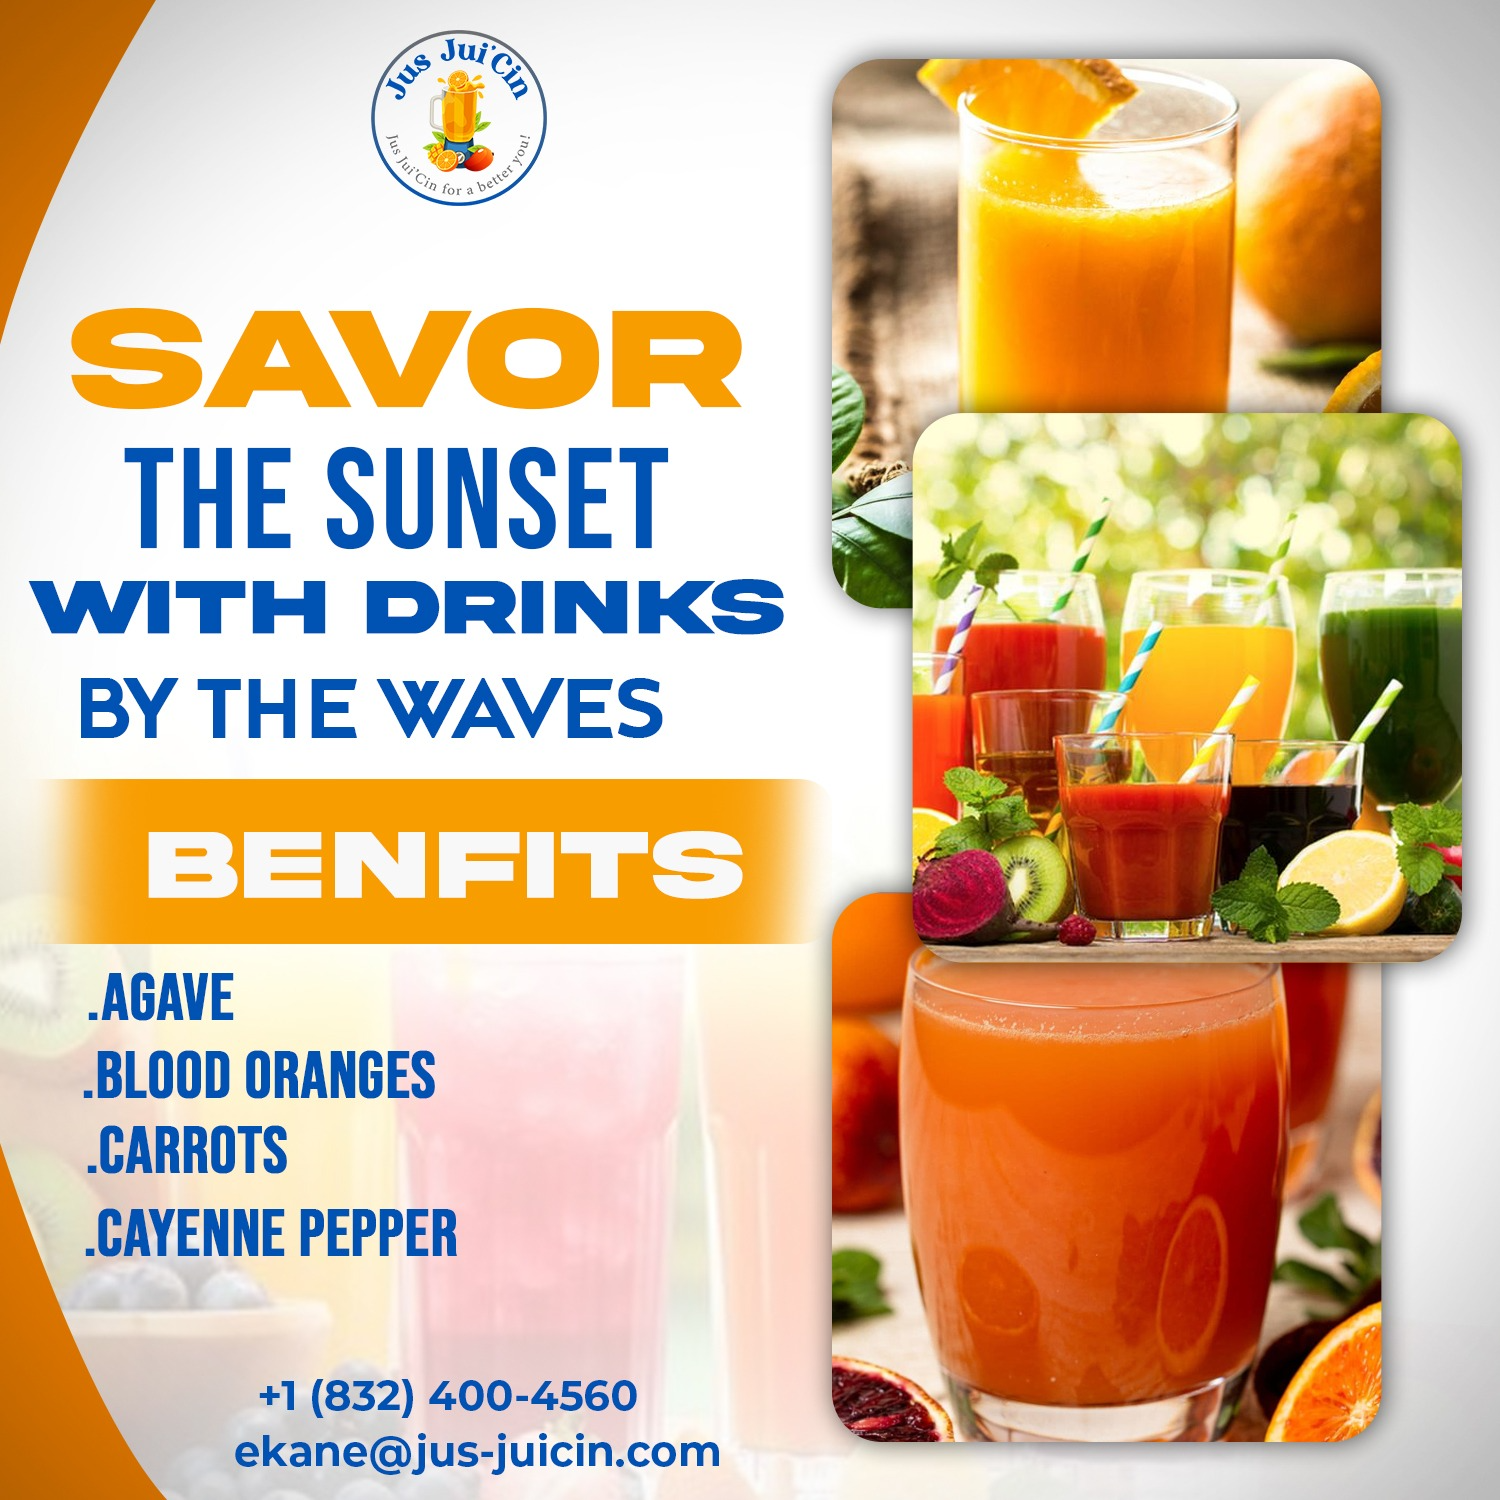 Jus Jui'Cin
Jus Jui'Cin for a better you!
SAVOR
THE SUNSET
WITH DRINKS
BY THE WAVES
BENFITS
.AGAVE
.BLOOD ORANGES
.CARROTS
.CAYENNE PEPPER
+1 (832) 400-4560
ekane@jus-juicin.com